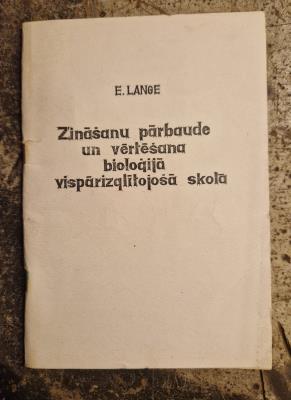 E. LANGE
Zināšanu pārbaude
un vērtēšana
bioloģijā
vispārizglītojošā skolā